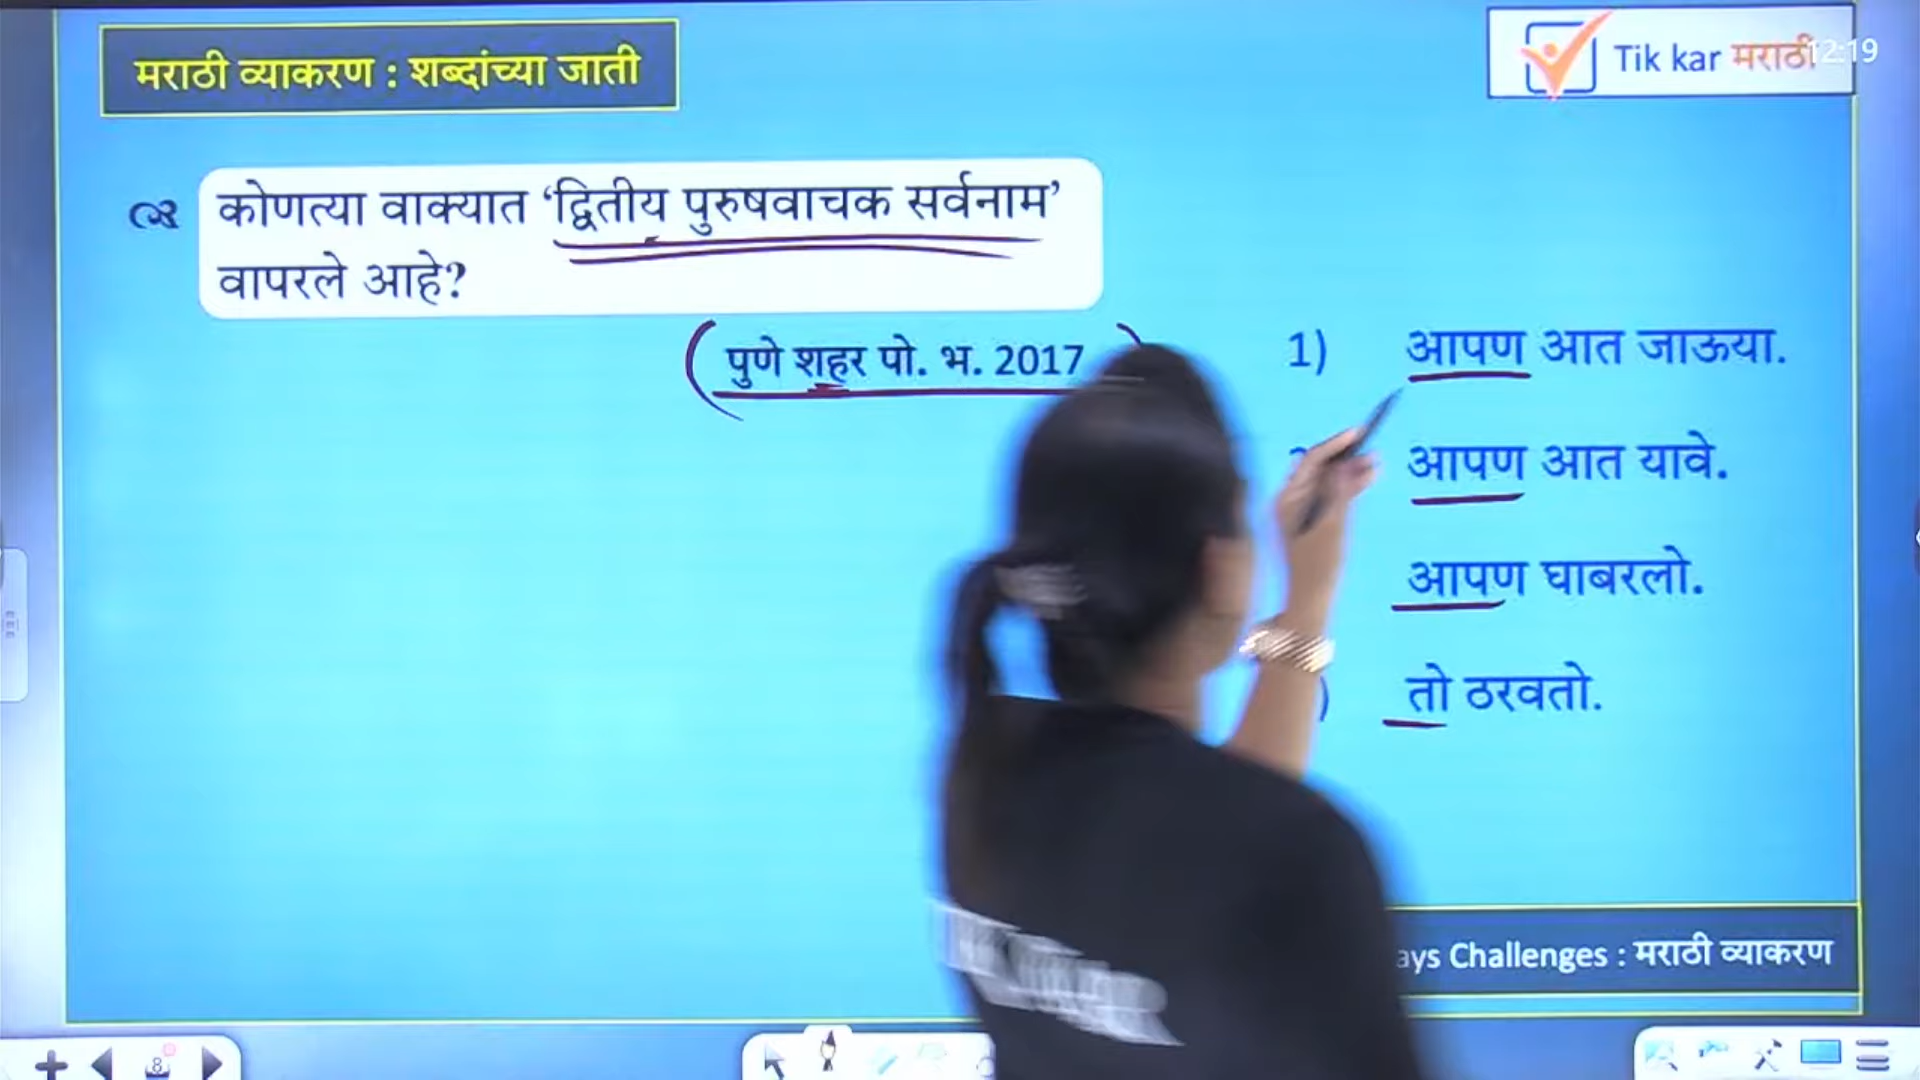 मराठी व्याकरण : शब्दांच्या जाती
Tik kar मराठी
12:19
कोणत्या वाक्यात ‘द्वितीय पुरुषवाचक सर्वनाम’
वापरले आहे?
पुणे शहर पो. भ. 2017
1) आपण आत जाऊया.
आपण आत यावे.
आपण घाबरलो.
) तो ठरवतो.
ays Challenges : मराठी व्याकरण
8